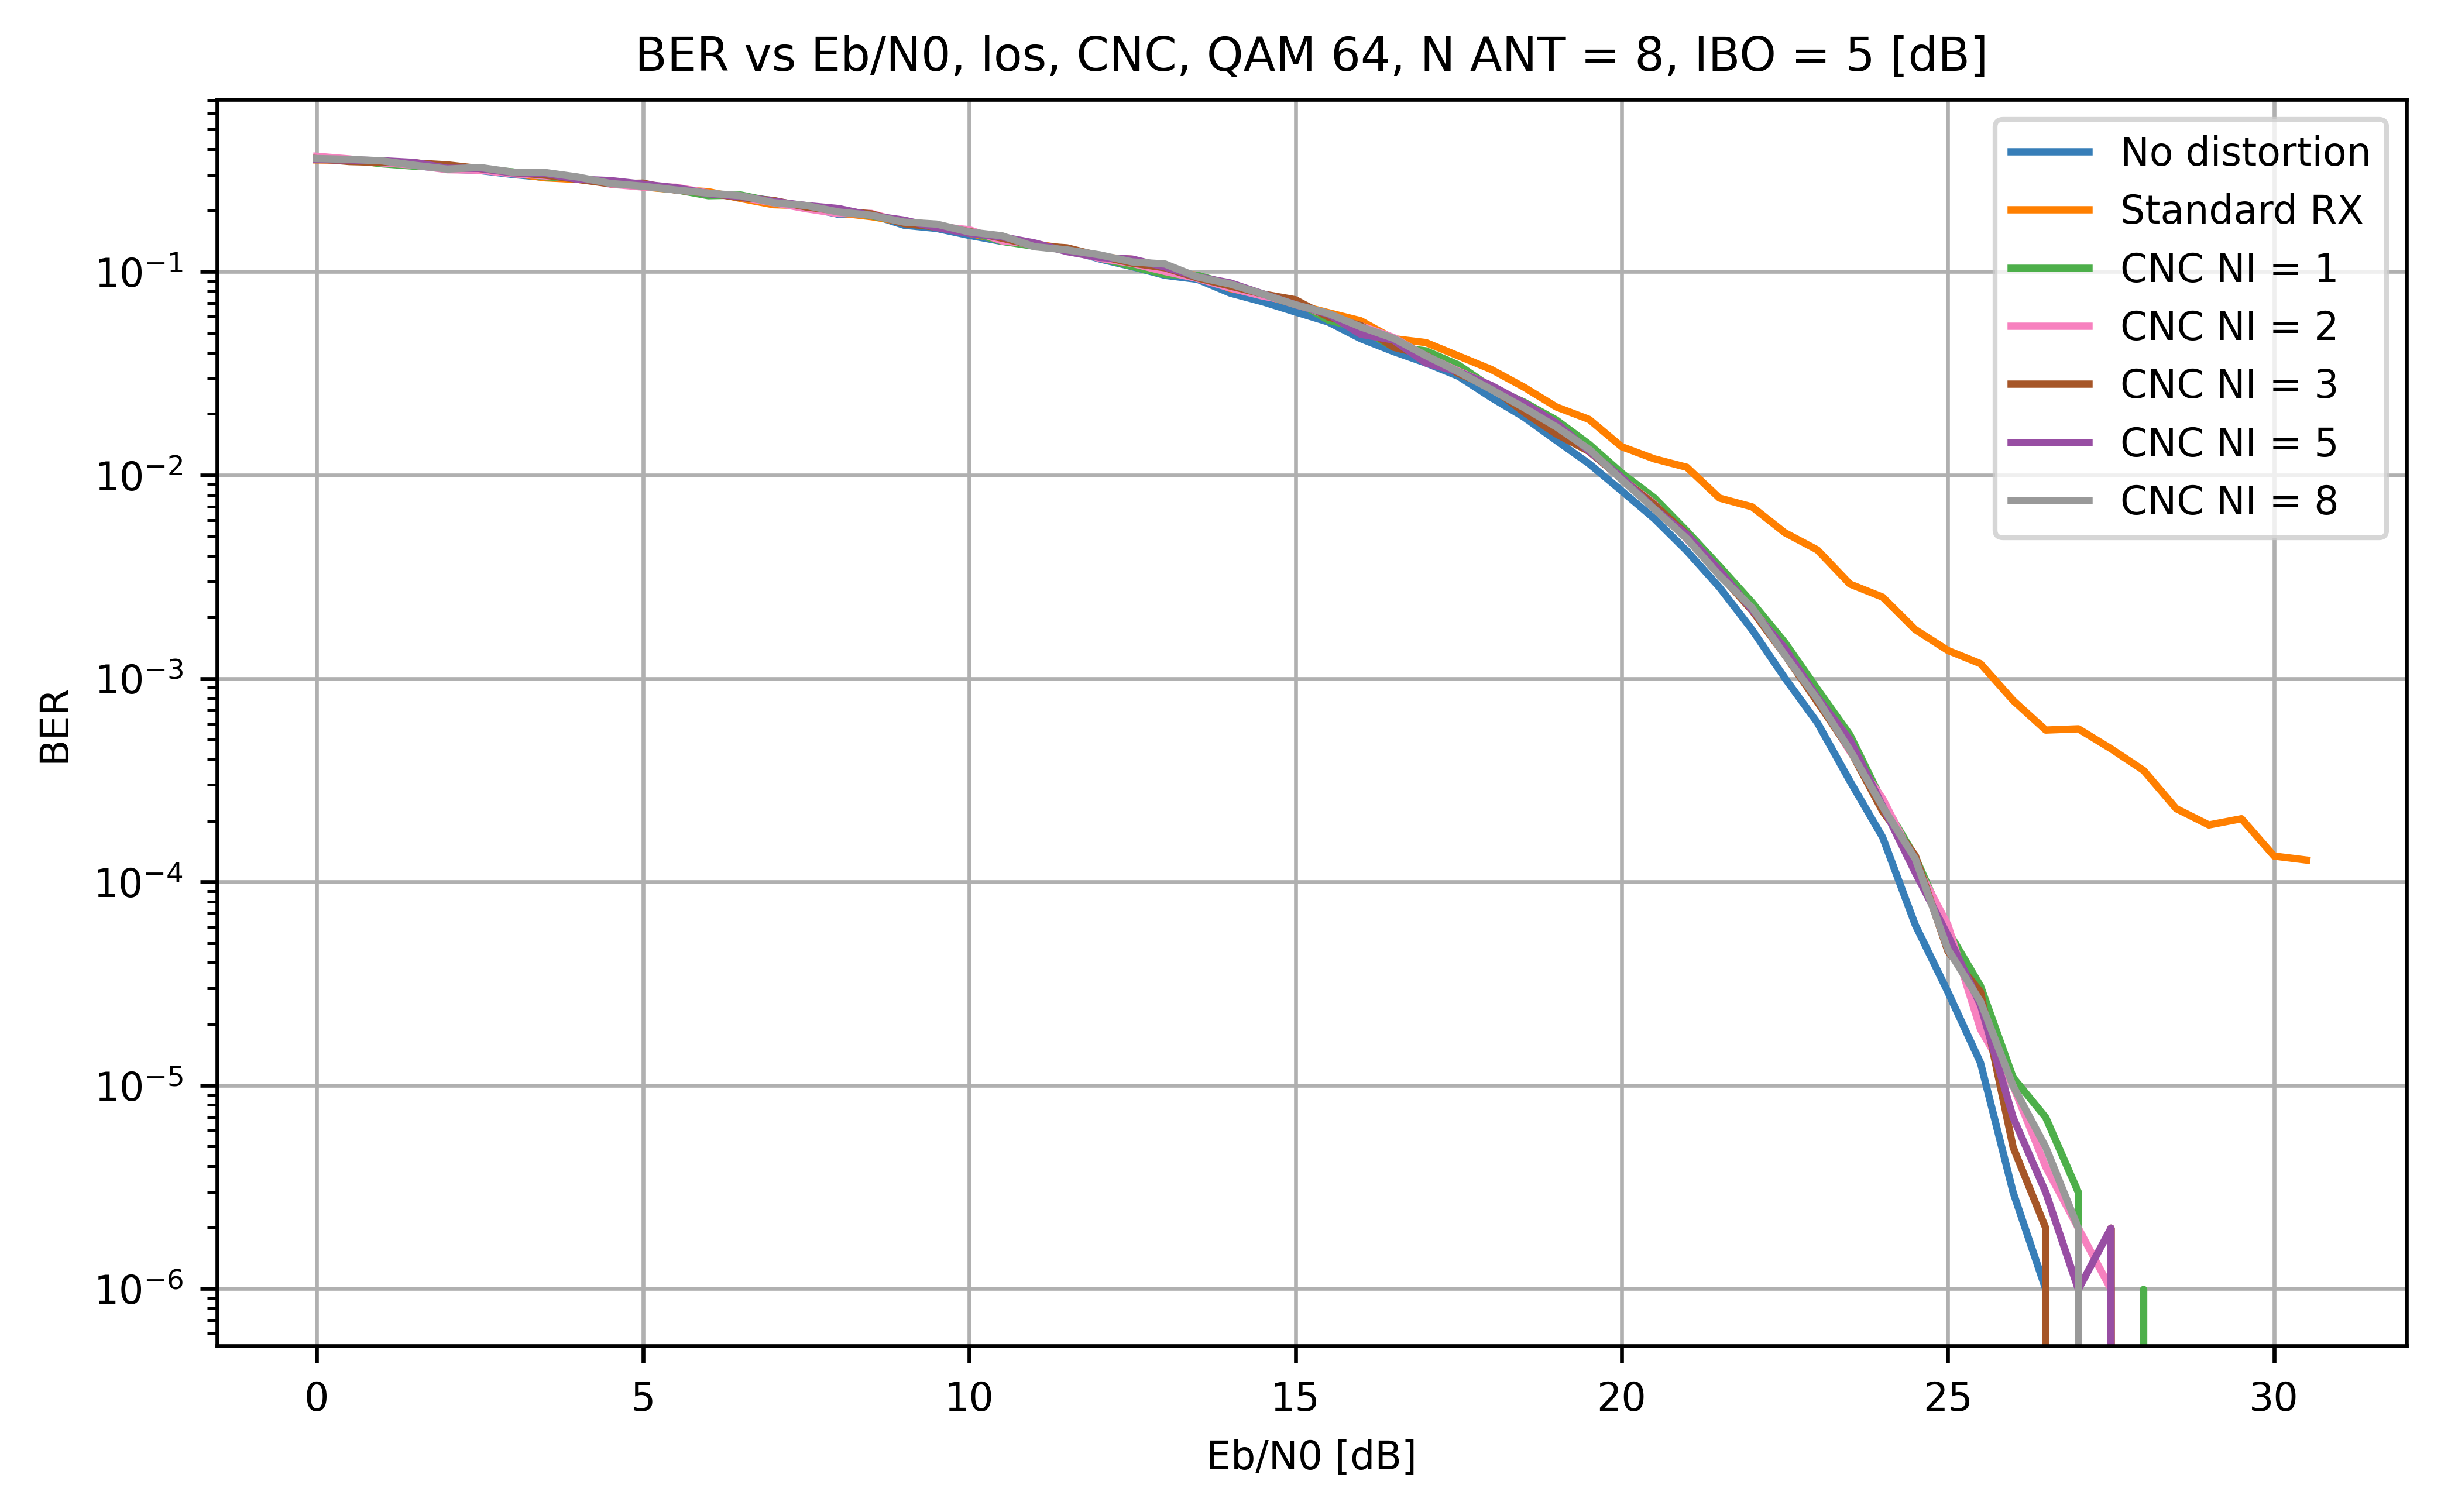 BER vs Eb/N0, los, CNC, QAM 64, N ANT = 8, IBO = 5 [dB]
No distortion
Standard RX
CNC NI = 1
CNC NI = 2
CNC NI = 3
CNC NI = 5
CNC NI = 8
10⁻¹
10⁻²
10⁻³
10⁻⁴
10⁻⁵
10⁻⁶
BER
0 5 10 15 20 25 30
Eb/N0 [dB]